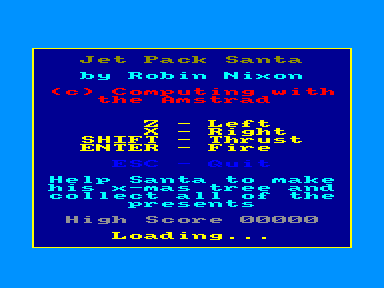 Jet Pack Santa
by Robin Nixon
(c) Computing with
the Amstrad
Z - Left
X - Right
SHIFT - Thrust
ENTER - Fire
ESC - Quit
Help Santa to make
his x-mas tree and
collect all of the
presents
High Score 00000
Loading...